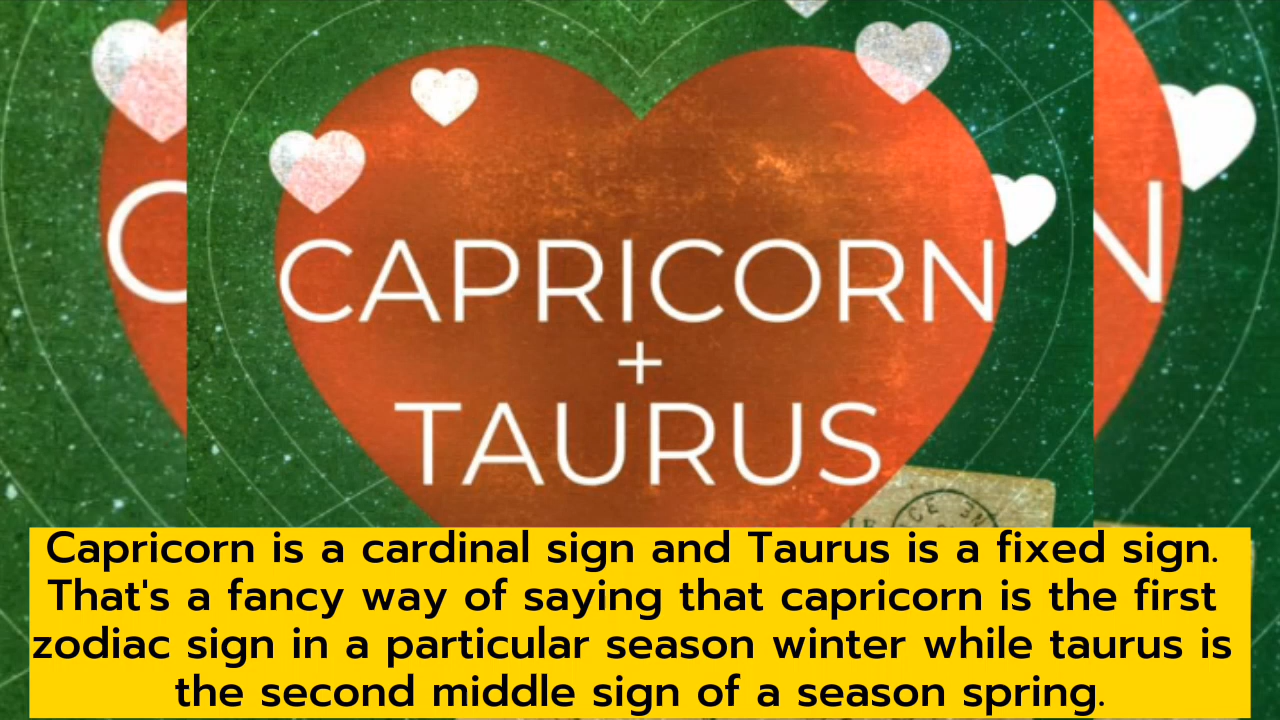 CAPRICORN
+
TAURUS
Capricorn is a cardinal sign and Taurus is a fixed sign.
That's a fancy way of saying that capricorn is the first
zodiac sign in a particular season winter while taurus is
the second middle sign of a season spring.